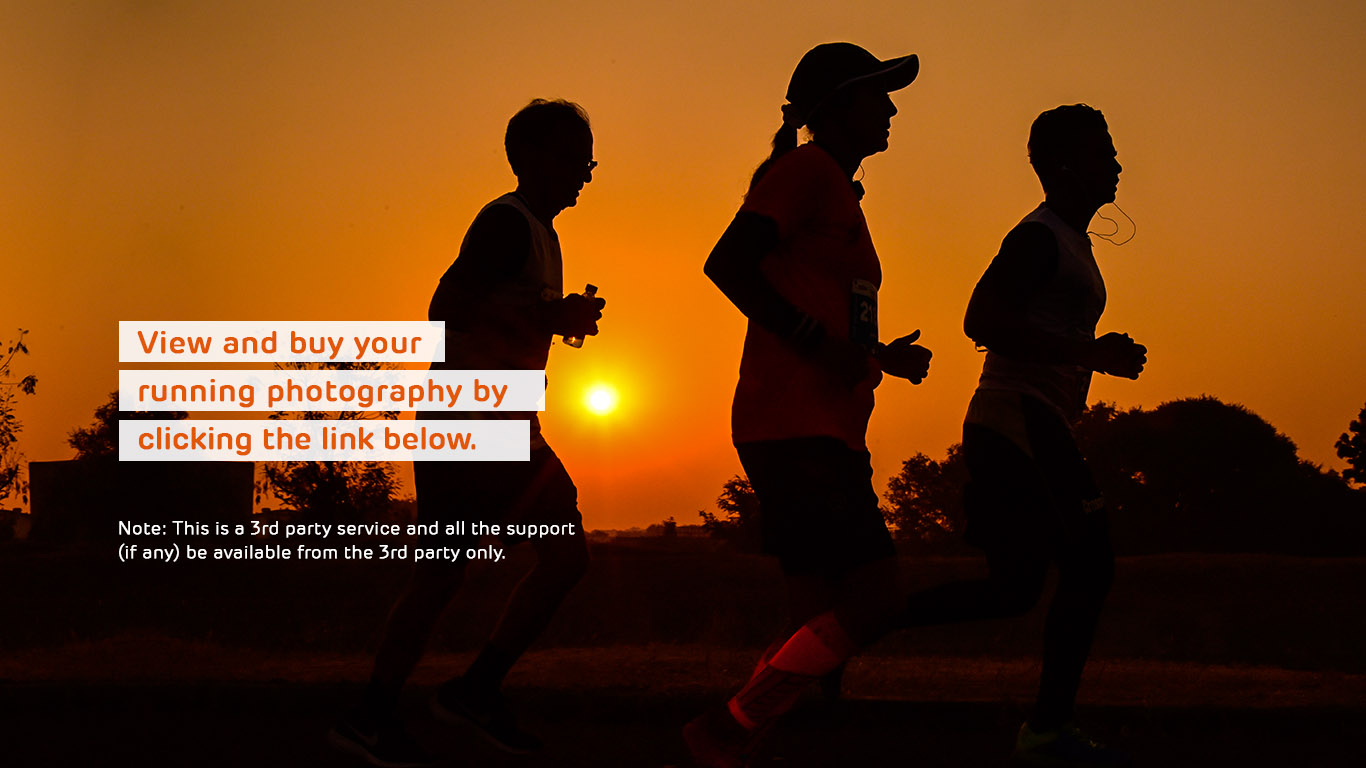 View and buy your
running photography by
clicking the link below.
Note: This is a 3rd party service and all the support
(if any) be available from the 3rd party only.